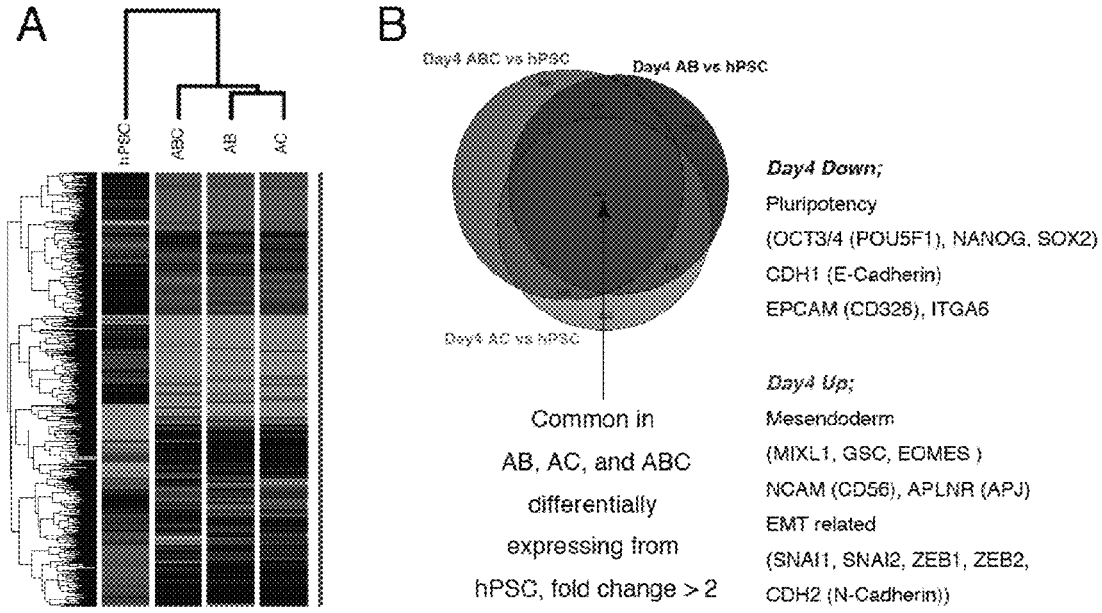 A
hPSC
ABC
AB
AC
B
Day4 ABC vs hPSC
Day4 AB vs hPSC
Day4 AC vs hPSC
Common in
AB, AC, and ABC
differentially
expressing from
hPSC, fold change > 2
Day4 Down;
Pluripotency
(OCT3/4 (POU5F1), NANOG, SOX2)
CDH1 (E-Cadherin)
EPCAM (CD326), ITGA6
Day4 Up;
Mesendoderm
(MIXL1, GSC, EOMES )
NCAM (CD56), APLNR (APJ)
EMT related
(SNAI1, SNAI2, ZEB1, ZEB2,
CDH2 (N-Cadherin))